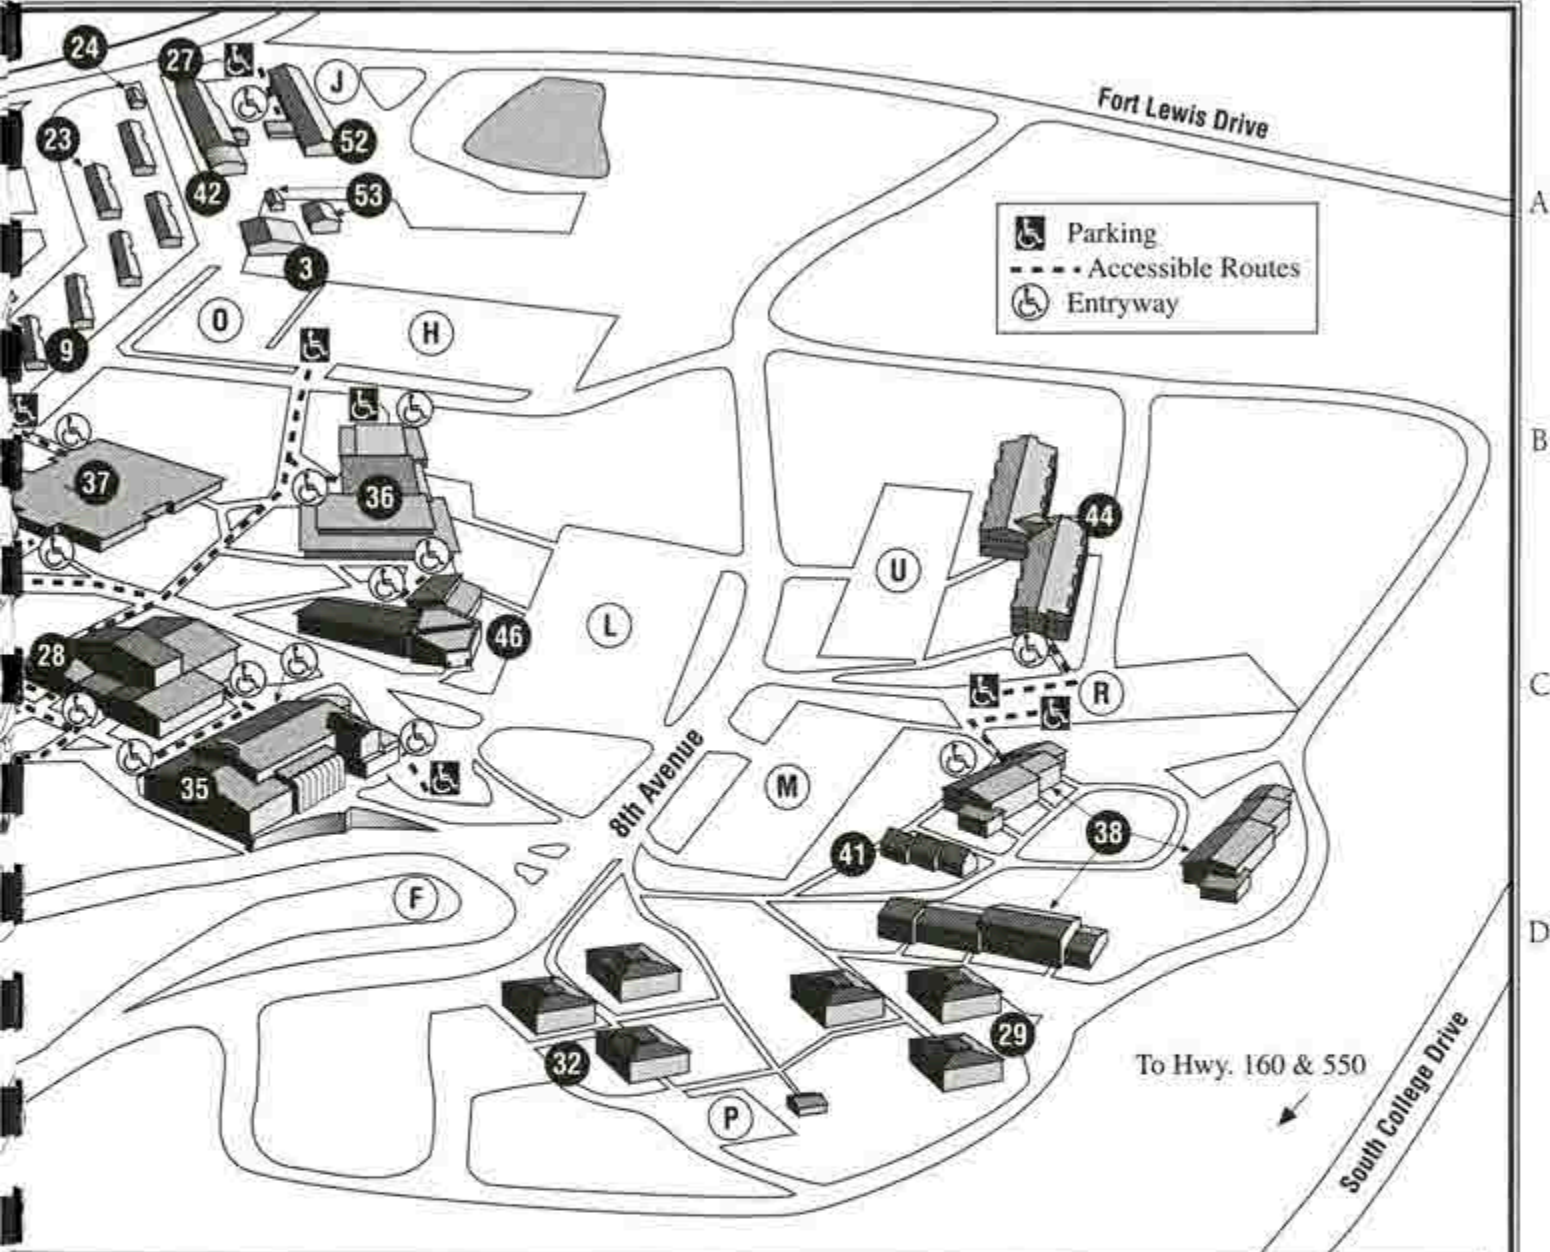 24
27
J
Fort Lewis Drive
23
52
42
53
A
Parking
Accessible Routes
Entryway
3
O
H
9
B
37
36
44
U
L
46
28
C
R
8th Avenue
M
35
38
41
F
D
29
32
To Hwy. 160 & 550
P
South College Drive